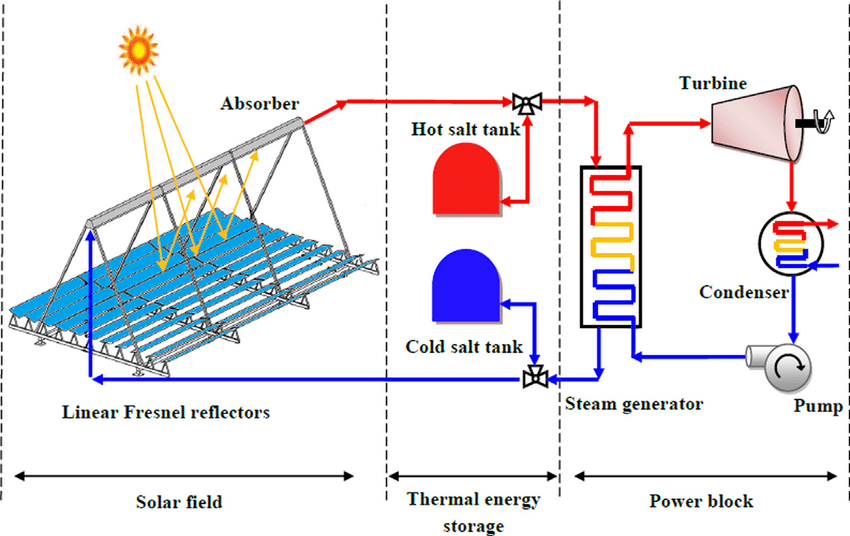 Turbine
Absorber
Hot salt tank
Condenser
Cold salt tank
Steam generator
Pump
Linear Fresnel reflectors
Solar field
Thermal energy
storage
Power block